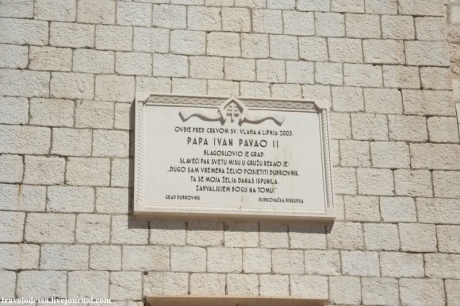 OVDJE PRED CRKVOM SV. VLAHA 6. LIPNJA 2003.
PAPA IVAN PAVAO II.
BLAGOSLOVIO JE GRAD.
SLAVEĆI PAK SVETU MISU U GRUŽU REKAO JE:
"DUGO SAM VREMENA ŽELIO POSJETITI DUBROVNIK.
TA SE MOJA ŽELJA DANAS ISPUNILA.
ZAHVALJUJEM BOGU NA TOMU!"
GRAD DUBROVNIK DUBROVAČKA BISKUPIJA
travelodessa.livejournal.com